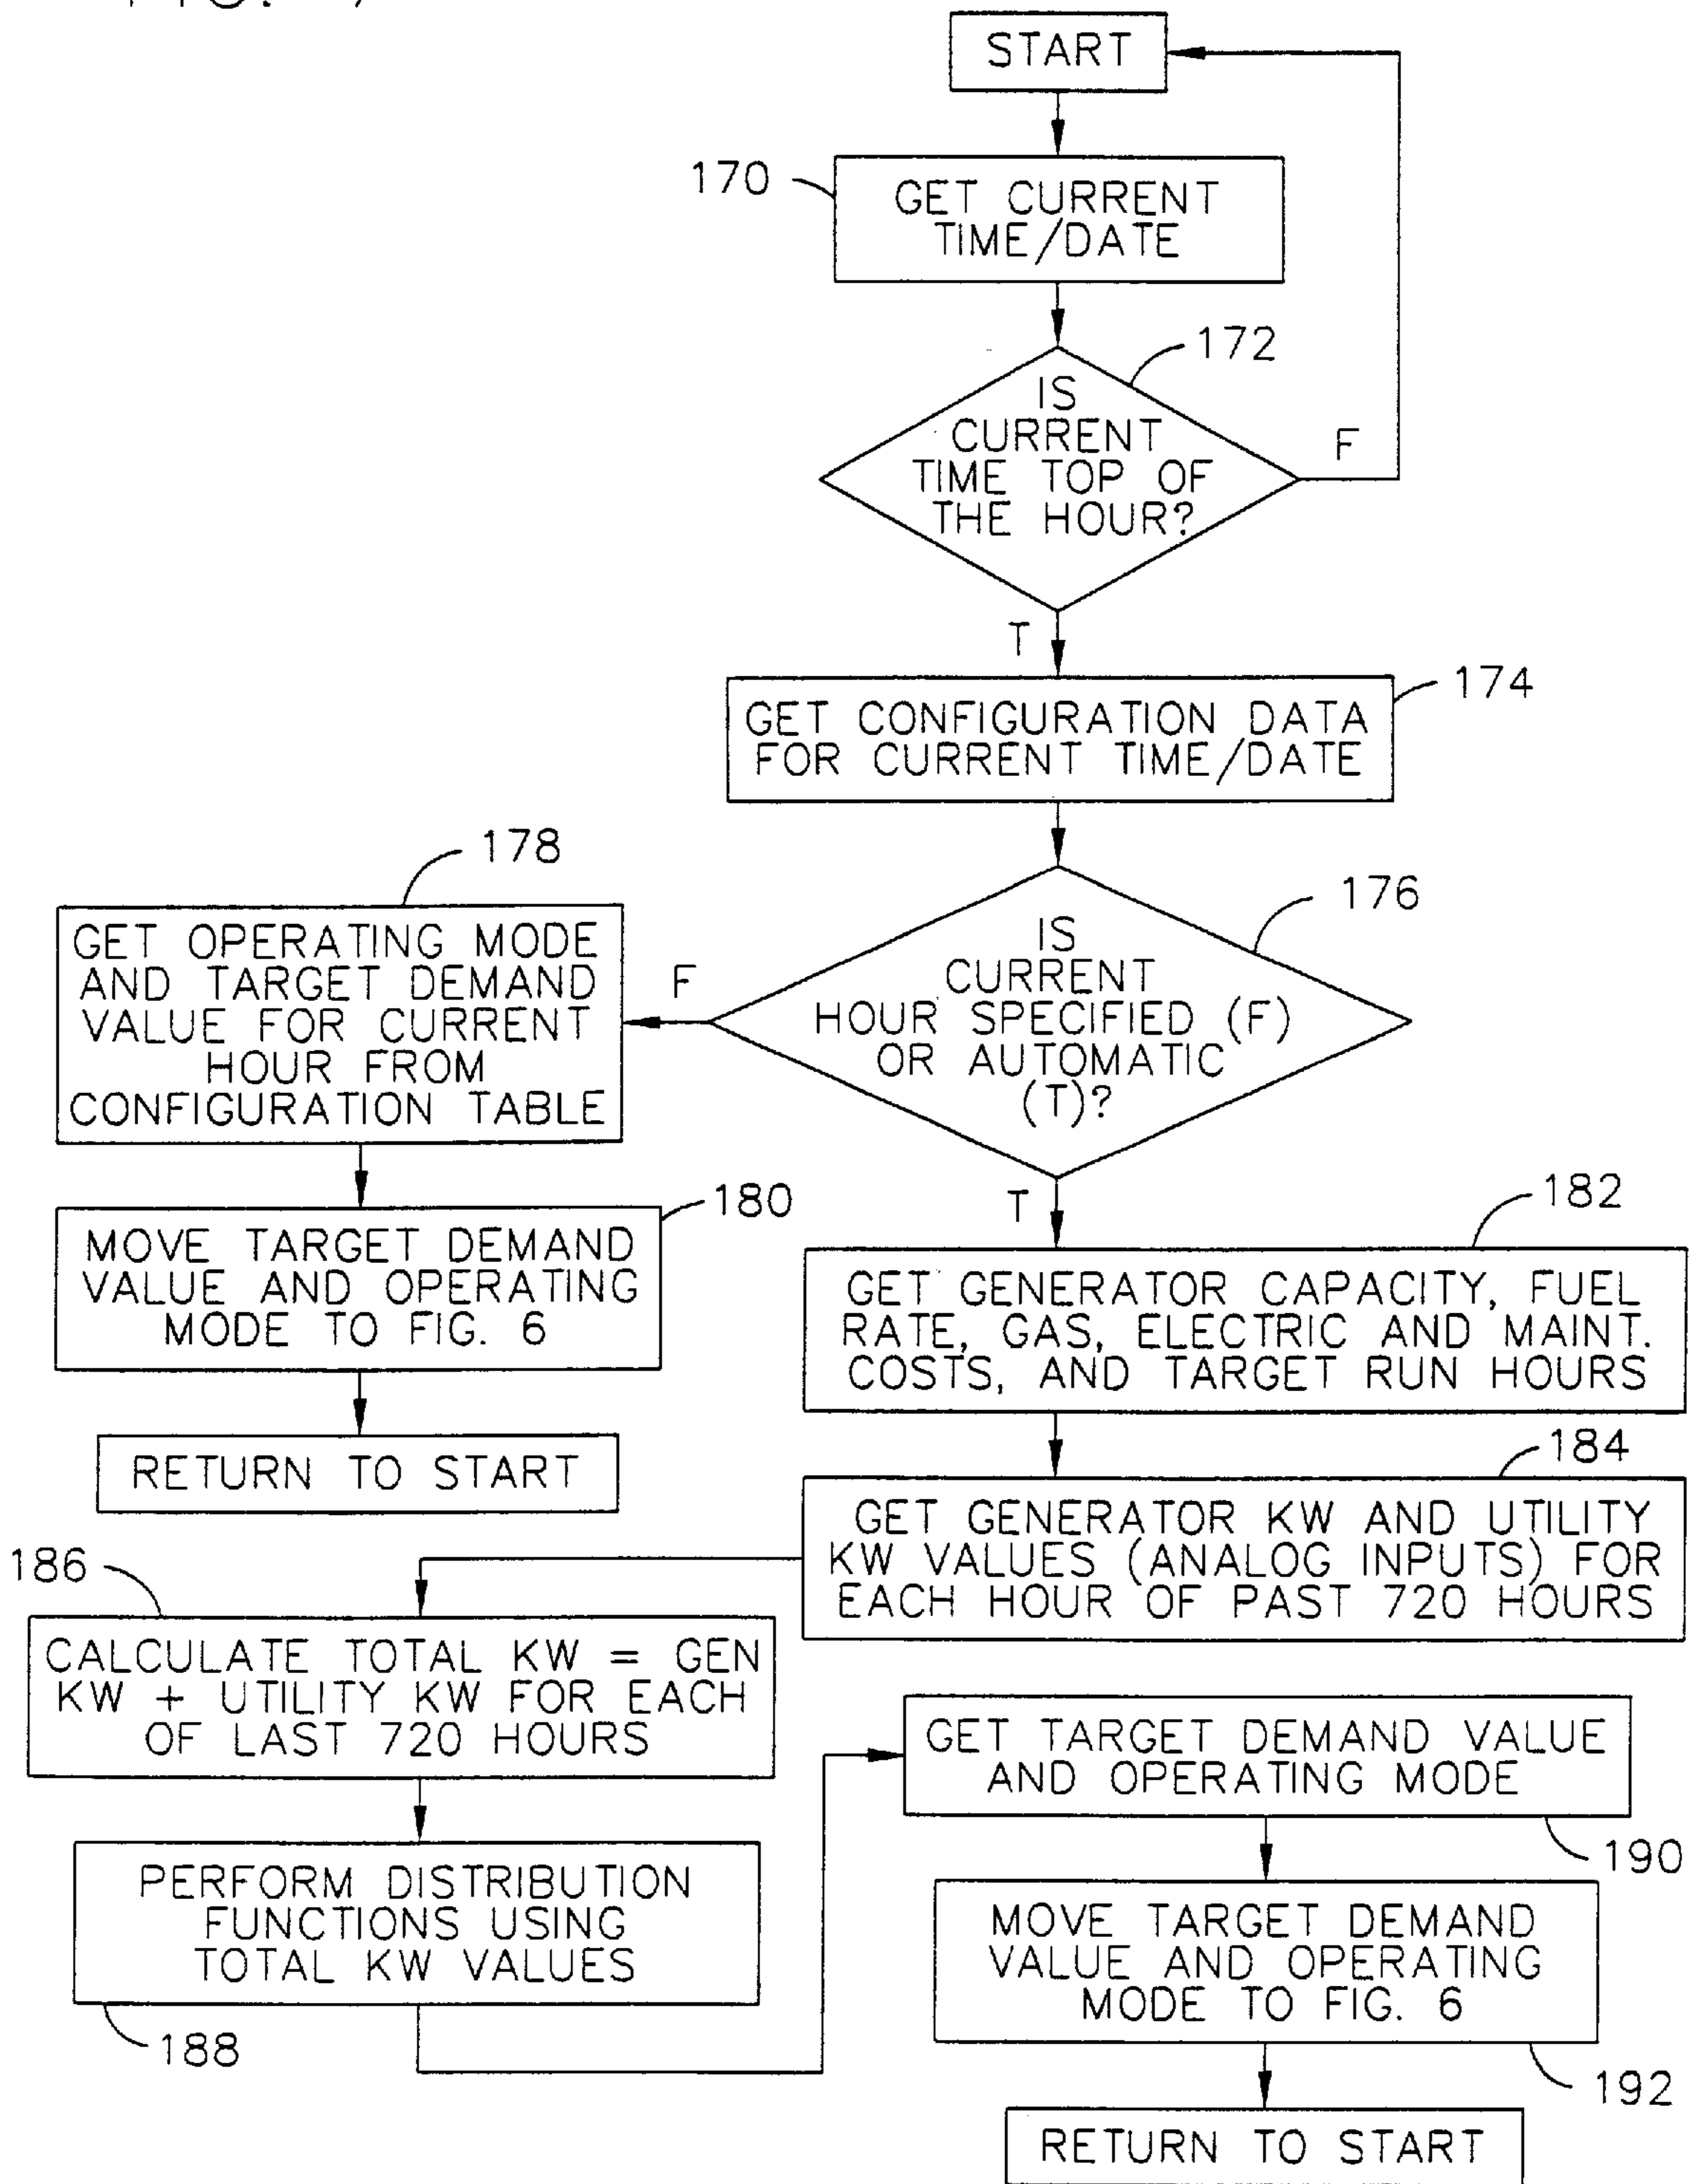 START
170
GET CURRENT
TIME/DATE
172
IS
CURRENT
TIME TOP OF
THE HOUR?
F
T
174
GET CONFIGURATION DATA
FOR CURRENT TIME/DATE
176
IS
CURRENT
HOUR SPECIFIED (F)
OR AUTOMATIC
(T)?
F
178
GET OPERATING MODE
AND TARGET DEMAND
VALUE FOR CURRENT
HOUR FROM
CONFIGURATION TABLE
180
MOVE TARGET DEMAND
VALUE AND OPERATING
MODE TO FIG. 6
RETURN TO START
T
182
GET GENERATOR CAPACITY, FUEL
RATE, GAS, ELECTRIC AND MAINT.
COSTS, AND TARGET RUN HOURS
184
GET GENERATOR KW AND UTILITY
KW VALUES (ANALOG INPUTS) FOR
EACH HOUR OF PAST 720 HOURS
186
CALCULATE TOTAL KW = GEN
KW + UTILITY KW FOR EACH
OF LAST 720 HOURS
PERFORM DISTRIBUTION
FUNCTIONS USING
TOTAL KW VALUES
188
GET TARGET DEMAND VALUE
AND OPERATING MODE
190
MOVE TARGET DEMAND
VALUE AND OPERATING
MODE TO FIG. 6
192
RETURN TO START